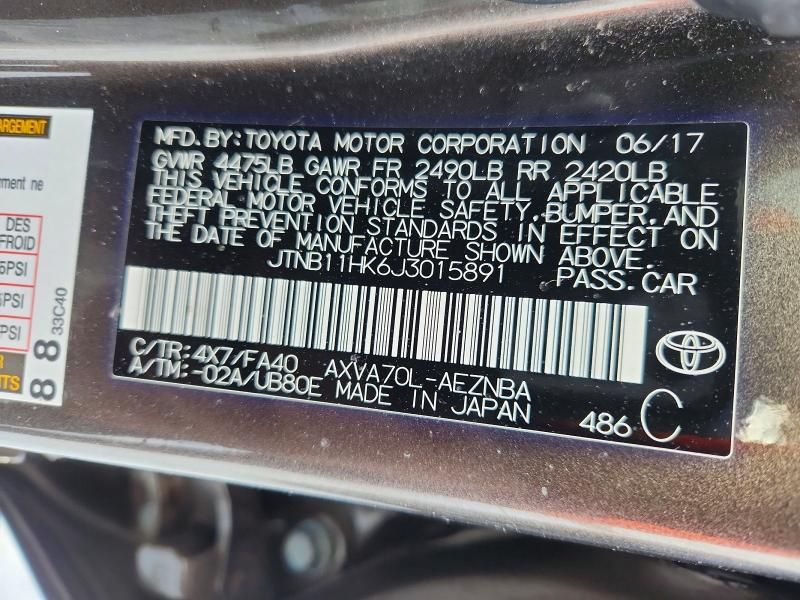 MFD.BY:TOYOTA MOTOR CORPORATION 06/17
GVWR 4475LB GAWR FR 2490LB RR 2420LB
THIS VEHICLE CONFORMS TO ALL APPLICABLE
FEDERAL MOTOR VEHICLE SAFETY,BUMPER,AND
THEFT PREVENTION STANDARDS IN EFFECT ON
THE DATE OF MANUFACTURE SHOWN ABOVE.
JTNB11HK6J3015891 PASS.CAR
C/TR:4X7/FA40 AXVA70L-AEZNBA
A/TM:-02A/UB80E MADE IN JAPAN
486 C
DES
FROID
PSI
PSI
PSI
88
33C40